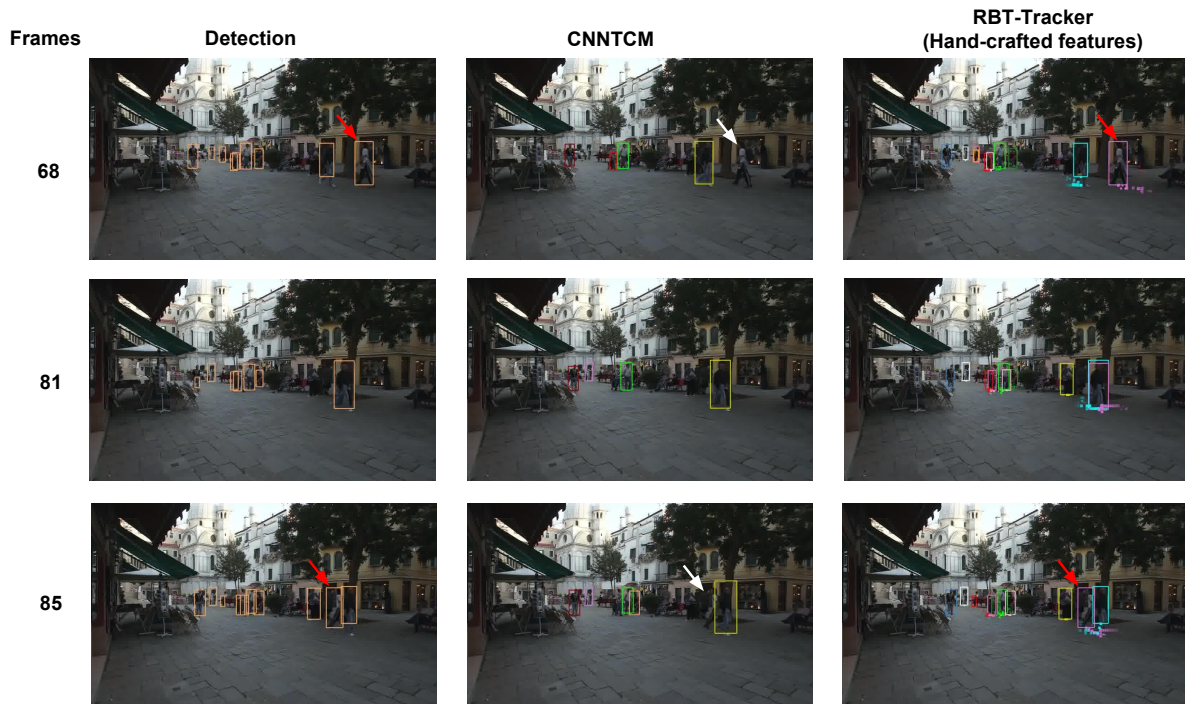 Frames
Detection
CNNTCM
RBT-Tracker
(Hand-crafted features)
68
81
85